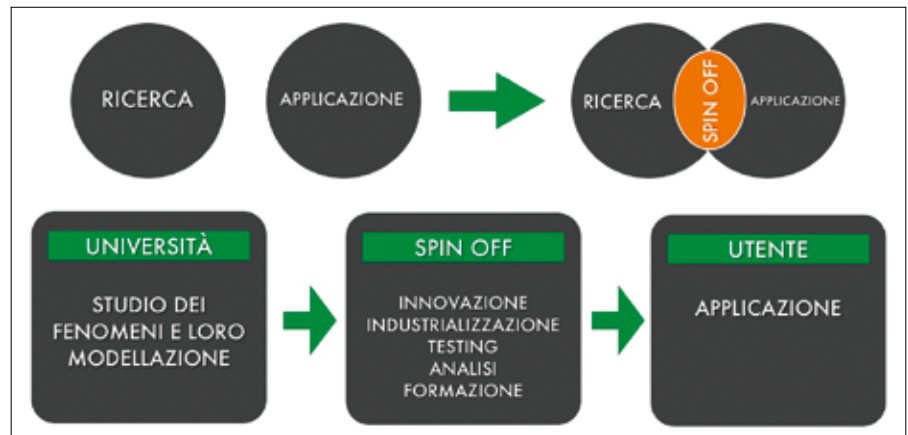 RICERCA
APPLICAZIONE
RICERCA
SPIN OFF
APPLICAZIONE
UNIVERSITÀ
STUDIO DEI
FENOMENI E LORO
MODELLAZIONE
SPIN OFF
INNOVAZIONE
INDUSTRIALIZZAZIONE
TESTING
ANALISI
FORMAZIONE
UTENTE
APPLICAZIONE